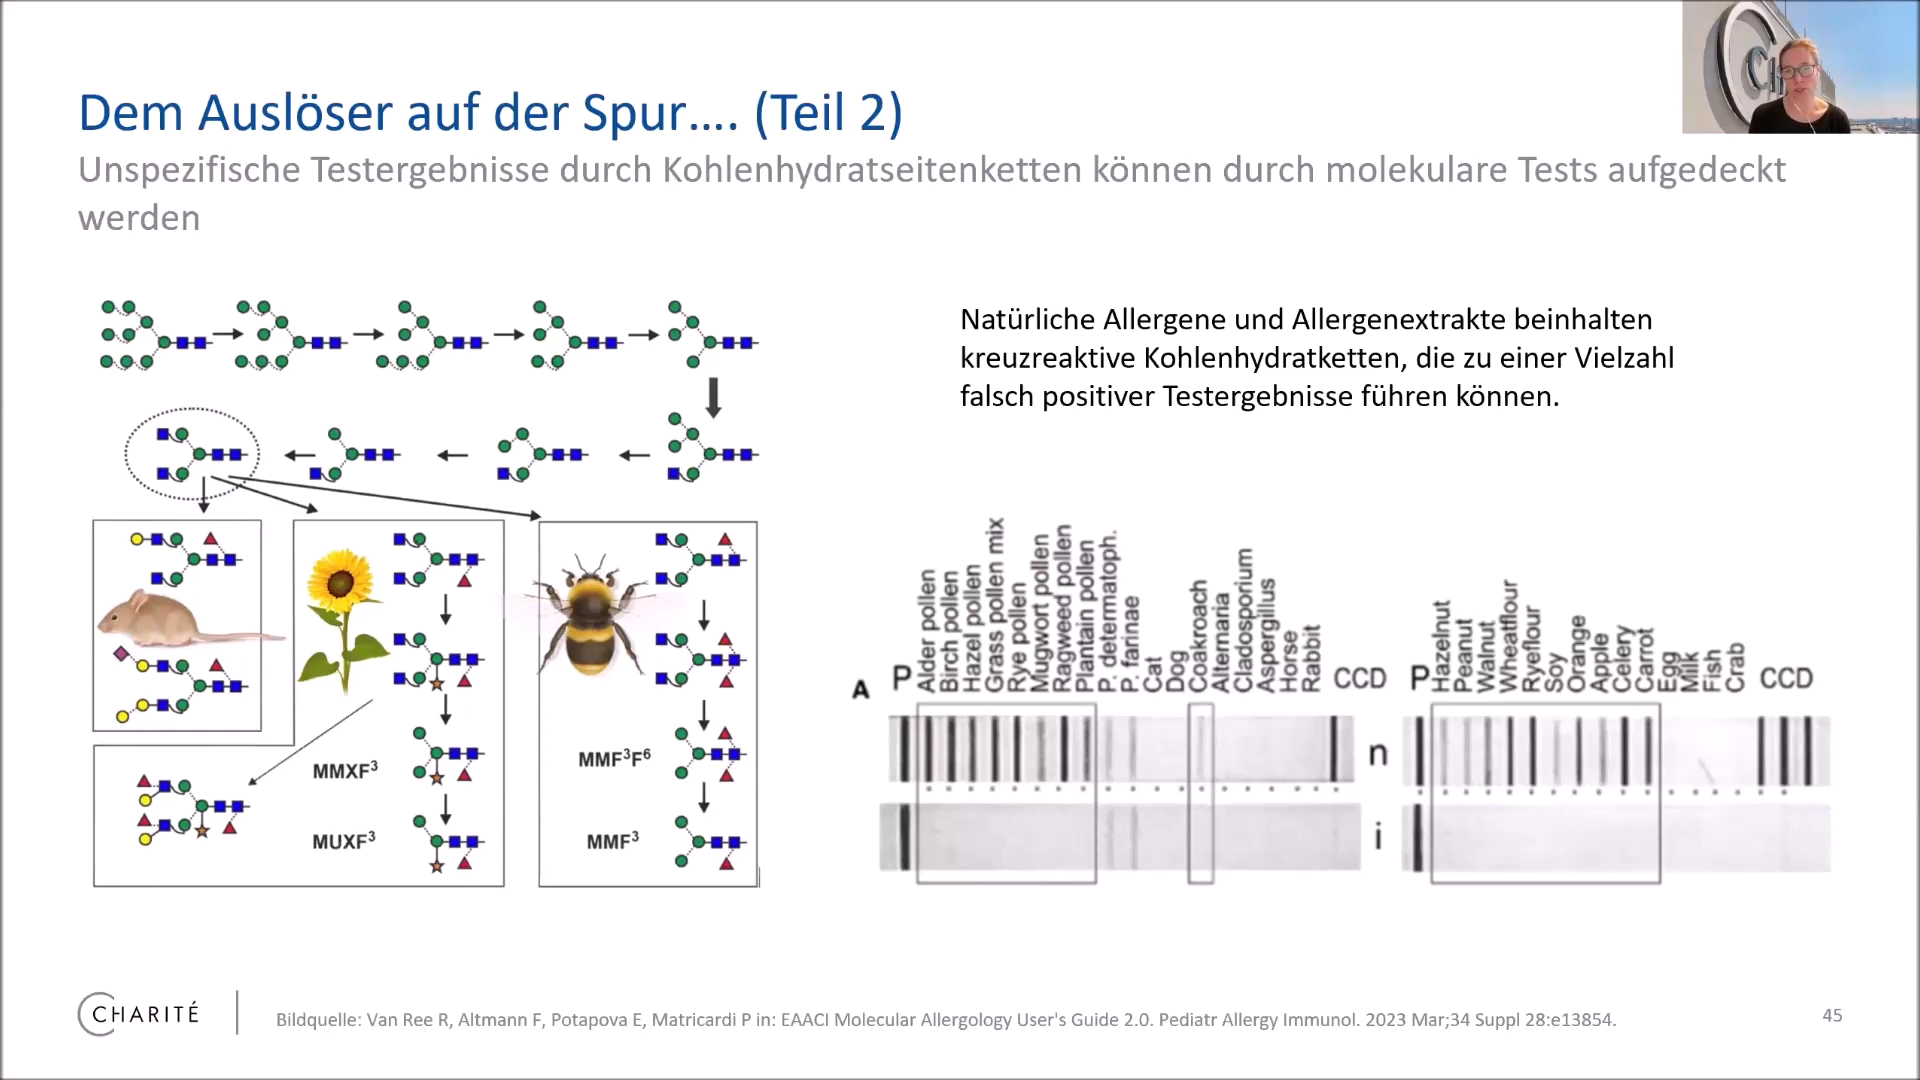 Dem Auslöser auf der Spur…. (Teil 2)
Unspezifische Testergebnisse durch Kohlenhydratseitenketten können durch molekulare Tests aufgedeckt
werden
Natürliche Allergene und Allergenextrakte beinhalten
kreuzreaktive Kohlenhydratketten, die zu einer Vielzahl
falsch positiver Testergebnisse führen können.
MMXF³
MUXF³
MMF³F⁶
MMF³
A
P
Alder pollen
Birch pollen
Hazel pollen
Grass pollen mix
Rye pollen
Mugwort pollen
Ragweed pollen
Plantain pollen
P. dermatoph.
P. farinae
Cat
Dog
Coakroach
Alternaria
Cladosporium
Aspergillus
Horse
Rabbit
CCD
P
Hazelnut
Peanut
Walnut
Wheatflour
Ryeflour
Soy
Orange
Apple
Celery
Carrot
Egg
Milk
Fish
Crab
CCD
n
i
CHARITÉ
Bildquelle: Van Ree R, Altmann F, Potapova E, Matricardi P in: EAACI Molecular Allergology User's Guide 2.0. Pediatr Allergy Immunol. 2023 Mar;34 Suppl 28:e13854.
45